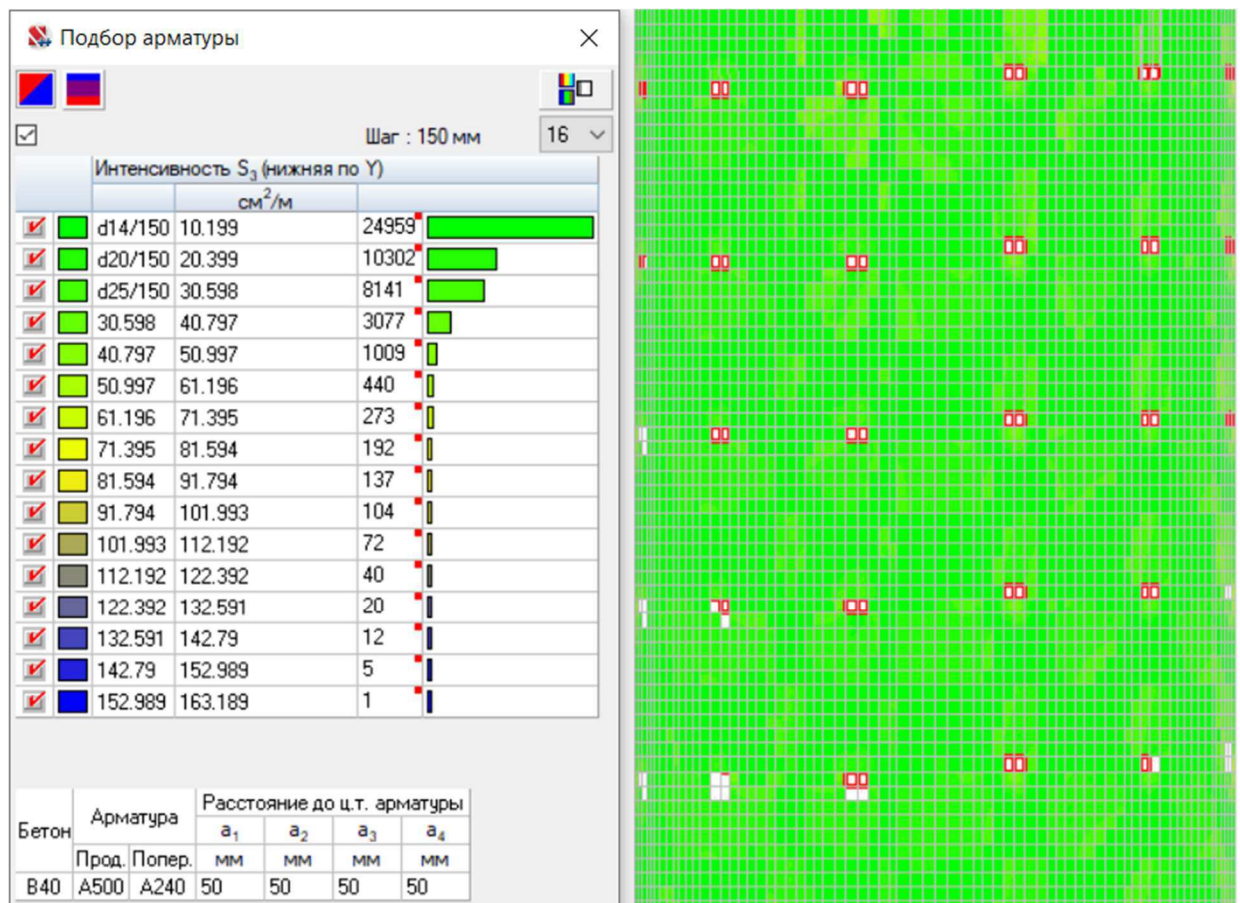 Подбор арматуры
Шаг : 150 мм 16
Интенсивность S₃ (нижняя по Y)
см²/м
d14/150 10.199 24959
d20/150 20.399 10302
d25/150 30.598 8141
30.598 40.797 3077
40.797 50.997 1009
50.997 61.196 440
61.196 71.395 273
71.395 81.594 192
81.594 91.794 137
91.794 101.993 104
101.993 112.192 72
112.192 122.392 40
122.392 132.591 20
132.591 142.79 12
142.79 152.989 5
152.989 163.189 1
Бетон Арматура Расстояние до ц.т. арматуры
a₁ a₂ a₃ a₄
Прод. Попер. мм мм мм мм
B40 A500 A240 50 50 50 50